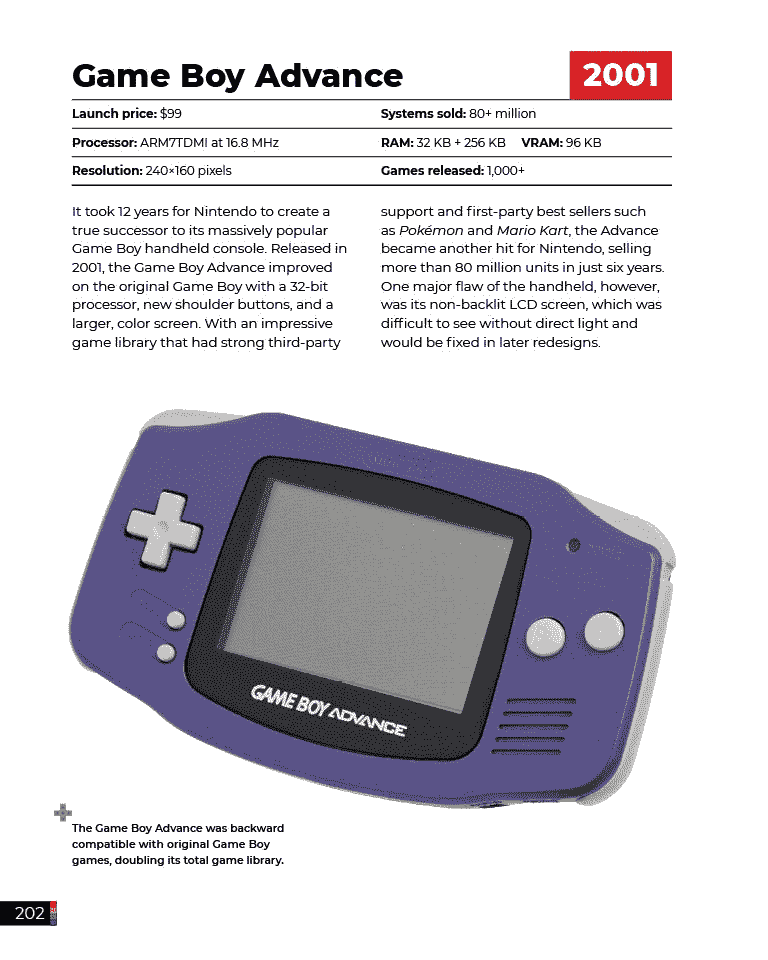 Game Boy Advance
2001
Launch price: $99
Systems sold: 80+ million
Processor: ARM7TDMI at 16.8 MHz
RAM: 32 KB + 256 KB VRAM: 96 KB
Resolution: 240×160 pixels
Games released: 1,000+
It took 12 years for Nintendo to create a
true successor to its massively popular
Game Boy handheld console. Released in
2001, the Game Boy Advance improved
on the original Game Boy with a 32-bit
processor, new shoulder buttons, and a
larger, color screen. With an impressive
game library that had strong third-party
support and first-party best sellers such
as Pokémon and Mario Kart, the Advance
became another hit for Nintendo, selling
more than 80 million units in just six years.
One major flaw of the handheld, however,
was its non-backlit LCD screen, which was
difficult to see without direct light and
would be fixed in later redesigns.
GAME BOY ADVANCE
The Game Boy Advance was backward
compatible with original Game Boy
games, doubling its total game library.
202